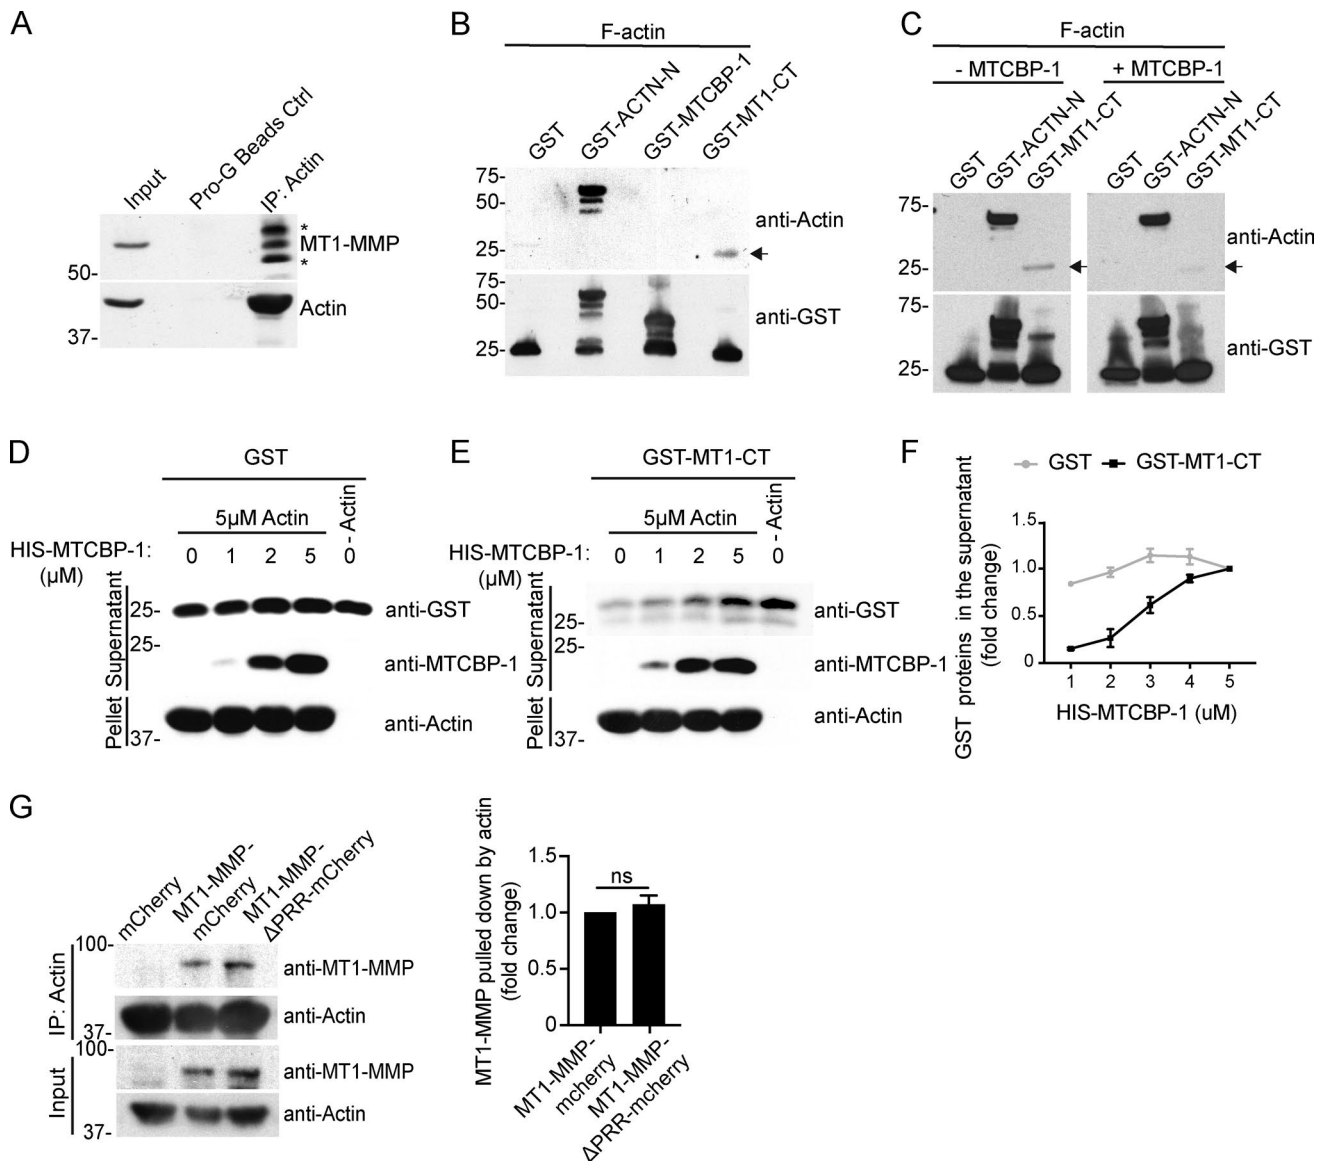 A
Input
Pro-G Beads Ctrl
IP: Actin
*
MT1-MMP
*
50-
Actin
37-
B
F-actin
GST
GST-ACTN-N
GST-MTCBP-1
GST-MT1-CT
75-
50-
anti-Actin
25-
75-
50-
anti-GST
25-
C
F-actin
- MTCBP-1
+ MTCBP-1
GST
GST-ACTN-N
GST-MT1-CT
GST
GST-ACTN-N
GST-MT1-CT
75-
anti-Actin
25-
75-
anti-GST
25-
D
GST
5µM Actin
- Actin
HIS-MTCBP-1: 0 1 2 5 0
(µM)
Supernatant
25-
anti-GST
25-
anti-MTCBP-1
Pellet
anti-Actin
37-
E
GST-MT1-CT
5µM Actin
- Actin
HIS-MTCBP-1: 0 1 2 5 0
(µM)
Supernatant
anti-GST
25-
25-
anti-MTCBP-1
Pellet
anti-Actin
37-
F
GST GST-MT1-CT
GST proteins in the supernatant
(fold change)
1.5
1.0
0.5
0
1 2 3 4 5
HIS-MTCBP-1 (uM)
G
mCherry
MT1-MMP-
mCherry
MT1-MMP-
ΔPRR-mCherry
IP: Actin
100-
anti-MT1-MMP
anti-Actin
37-
Input
100-
anti-MT1-MMP
anti-Actin
37-
MT1-MMP pulled down by actin
(fold change)
1.5
ns
1.0
0.5
0
MT1-MMP-
mcherry
MT1-MMP-
ΔPRR-mcherry